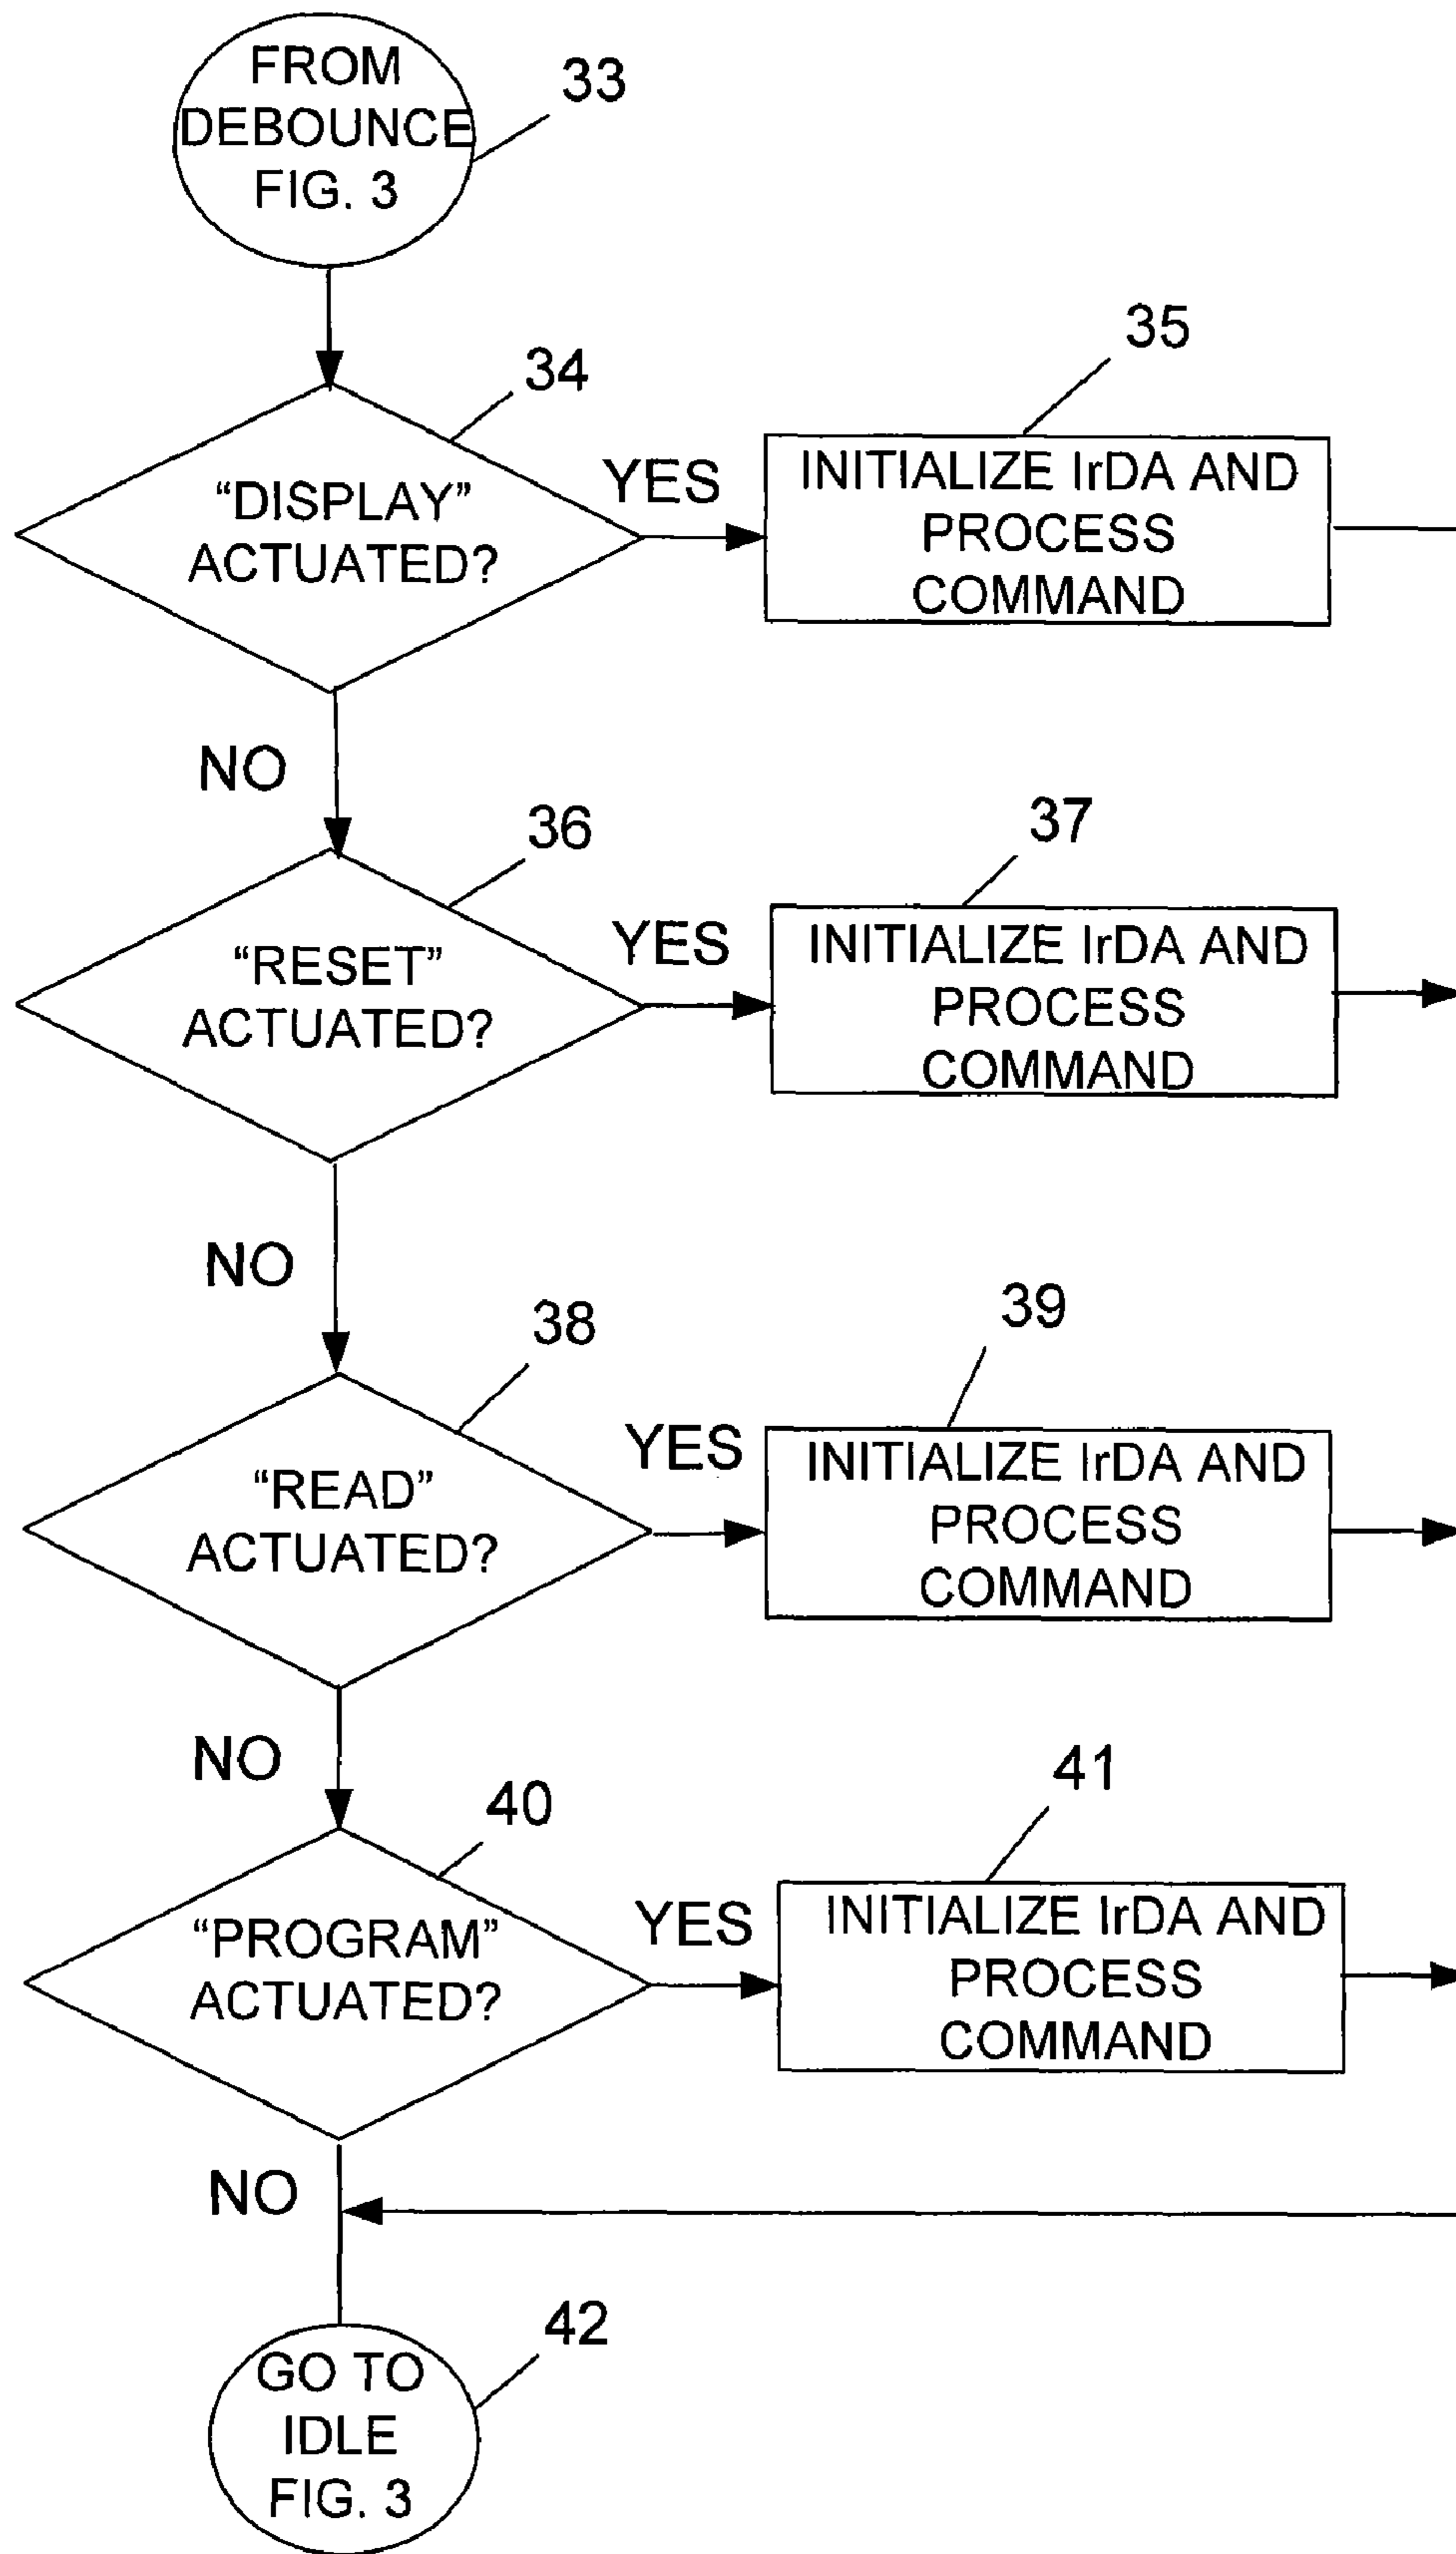 FROM
DEBOUNCE
FIG. 3
33
34
“DISPLAY”
ACTUATED?
YES
35
INITIALIZE IrDA AND
PROCESS
COMMAND
NO
36
“RESET”
ACTUATED?
YES
37
INITIALIZE IrDA AND
PROCESS
COMMAND
NO
38
“READ”
ACTUATED?
YES
39
INITIALIZE IrDA AND
PROCESS
COMMAND
NO
40
“PROGRAM”
ACTUATED?
YES
41
INITIALIZE IrDA AND
PROCESS
COMMAND
NO
42
GO TO
IDLE
FIG. 3